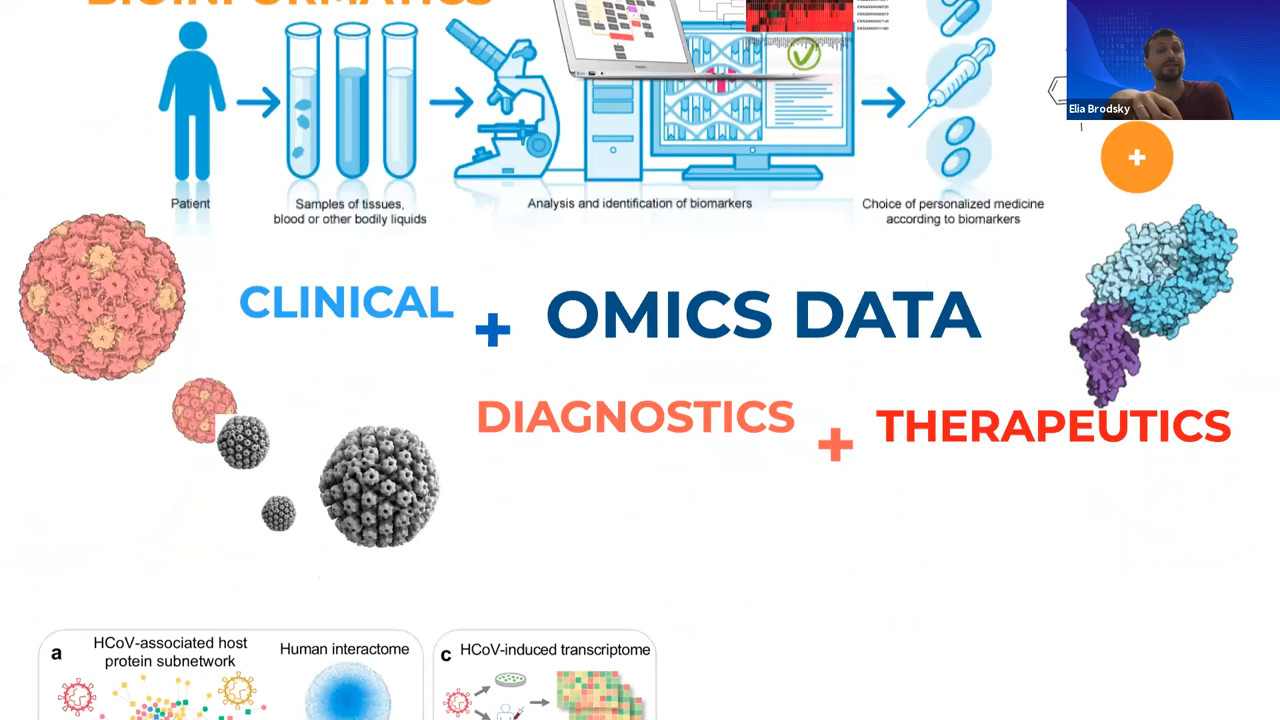 BIOINFORMATICS
Elia Brodsky
Patient
Samples of tissues,
blood or other bodily liquids
Analysis and identification of biomarkers
Choice of personalized medicine
according to biomarkers
CLINICAL
+
OMICS DATA
DIAGNOSTICS
+
THERAPEUTICS
a
HCoV-associated host
protein subnetwork
Human interactome
c
HCoV-induced transcriptome